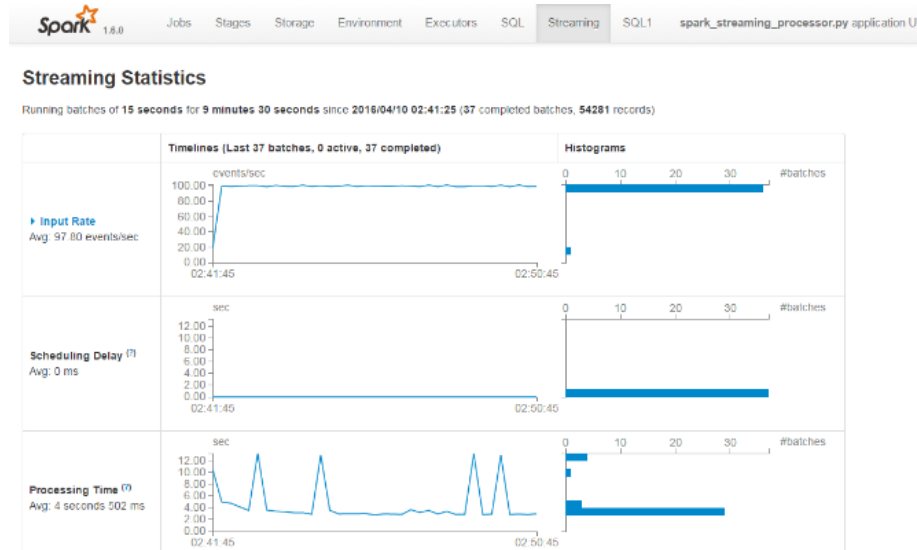 Spark 1.6.0 Jobs Stages Storage Environment Executors SQL Streaming SQL1 spark_streaming_processor.py application U
Streaming Statistics
Running batches of 15 seconds for 9 minutes 30 seconds since 2016/04/10 02:41:25 (37 completed batches, 54281 records)
Timelines (Last 37 batches, 0 active, 37 completed) Histograms
events/sec 0 10 20 30 #batches
100.00
80.00
60.00
Input Rate
40.00
Avg: 97.80 events/sec
20.00
0.00
02:41:45 02:50:45
sec 0 10 20 30 #batches
12.00
10.00
8.00
Scheduling Delay (?)
6.00
Avg: 0 ms
4.00
2.00
0.00
02:41:45 02:50:45
sec 0 10 20 30 #batches
12.00
10.00
8.00
Processing Time (?)
6.00
4.00
Avg: 4 seconds 502 ms
2.00
0.00
02:41:45 02:50:45